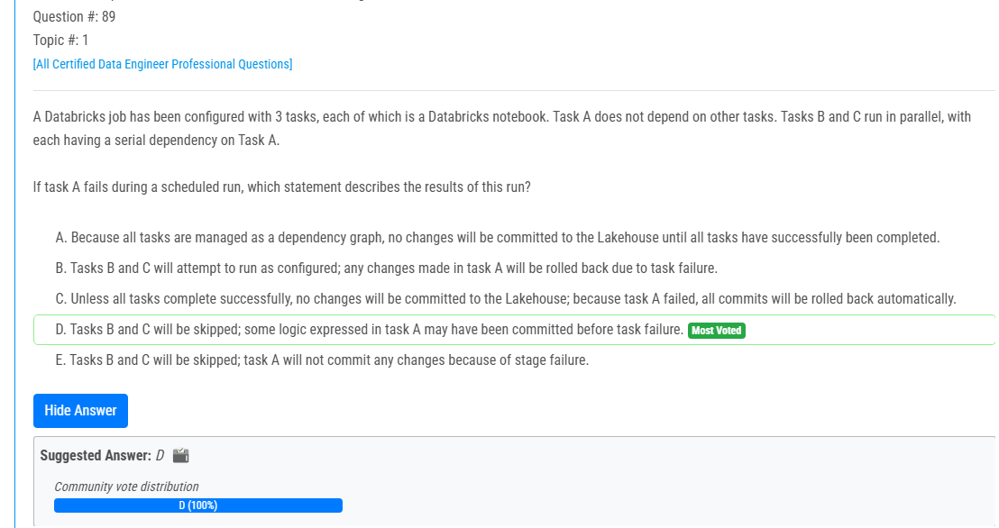 Question #: 89
Topic #: 1
[All Certified Data Engineer Professional Questions]
A Databricks job has been configured with 3 tasks, each of which is a Databricks notebook. Task A does not depend on other tasks. Tasks B and C run in parallel, with
each having a serial dependency on Task A.
If task A fails during a scheduled run, which statement describes the results of this run?
A. Because all tasks are managed as a dependency graph, no changes will be committed to the Lakehouse until all tasks have successfully been completed.
B. Tasks B and C will attempt to run as configured; any changes made in task A will be rolled back due to task failure.
C. Unless all tasks complete successfully, no changes will be committed to the Lakehouse; because task A failed, all commits will be rolled back automatically.
D. Tasks B and C will be skipped; some logic expressed in task A may have been committed before task failure. Most Voted
E. Tasks B and C will be skipped; task A will not commit any changes because of stage failure.
Hide Answer
Suggested Answer: D
Community vote distribution
D (100%)